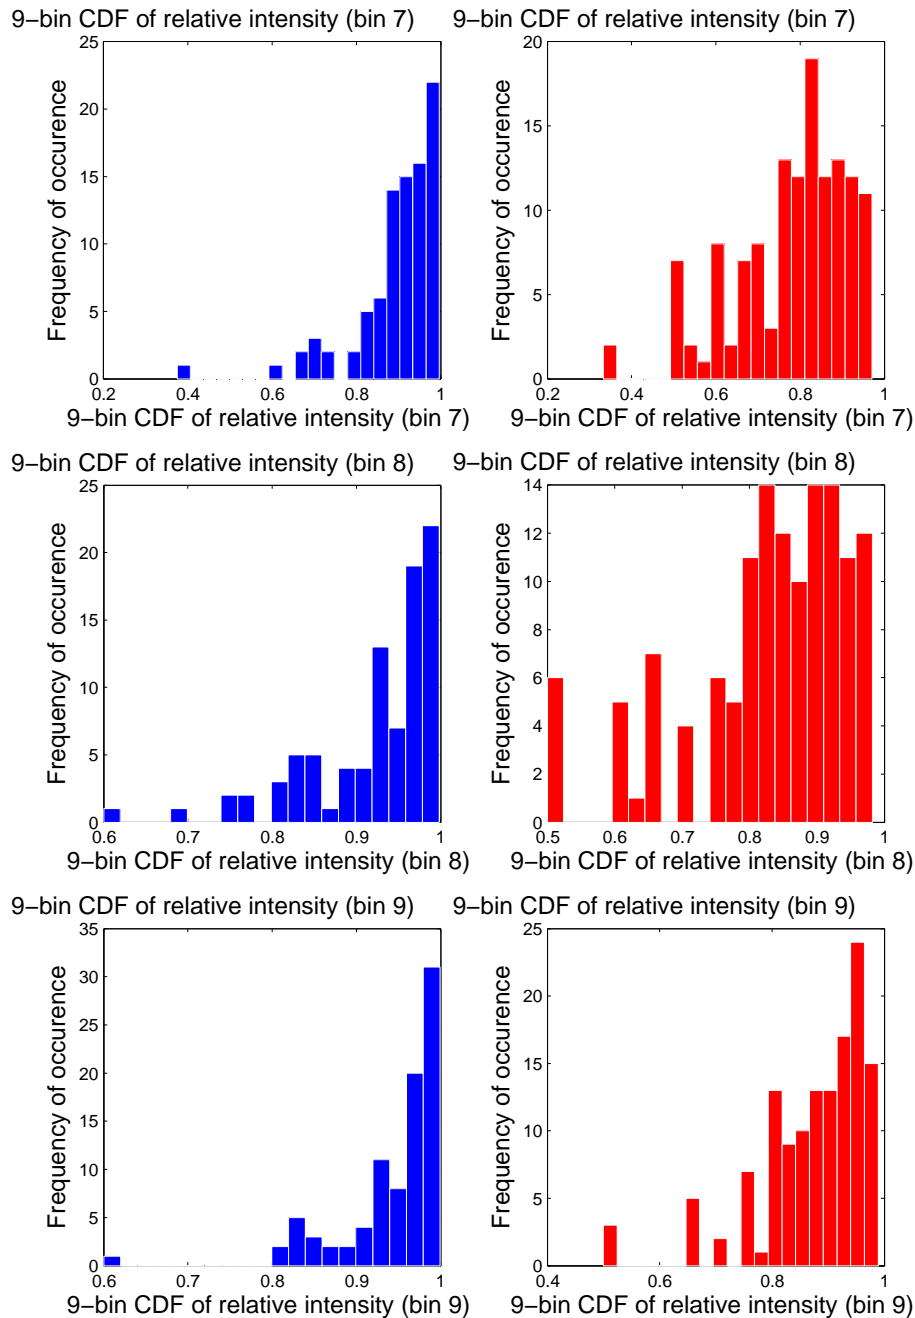 9−bin CDF of relative intensity (bin 7)
25
20
15
10
5
0
Frequency of occurence
0.2 0.4 0.6 0.8 1
9−bin CDF of relative intensity (bin 7)
9−bin CDF of relative intensity (bin 7)
20
15
10
5
0
Frequency of occurence
0.2 0.4 0.6 0.8 1
9−bin CDF of relative intensity (bin 7)
9−bin CDF of relative intensity (bin 8)
25
20
15
10
5
0
Frequency of occurence
0.6 0.7 0.8 0.9 1
9−bin CDF of relative intensity (bin 8)
9−bin CDF of relative intensity (bin 8)
14
12
10
8
6
4
2
0
Frequency of occurence
0.5 0.6 0.7 0.8 0.9 1
9−bin CDF of relative intensity (bin 8)
9−bin CDF of relative intensity (bin 9)
35
30
25
20
15
10
5
0
Frequency of occurence
0.6 0.7 0.8 0.9 1
9−bin CDF of relative intensity (bin 9)
9−bin CDF of relative intensity (bin 9)
25
20
15
10
5
0
Frequency of occurence
0.4 0.6 0.8 1
9−bin CDF of relative intensity (bin 9)